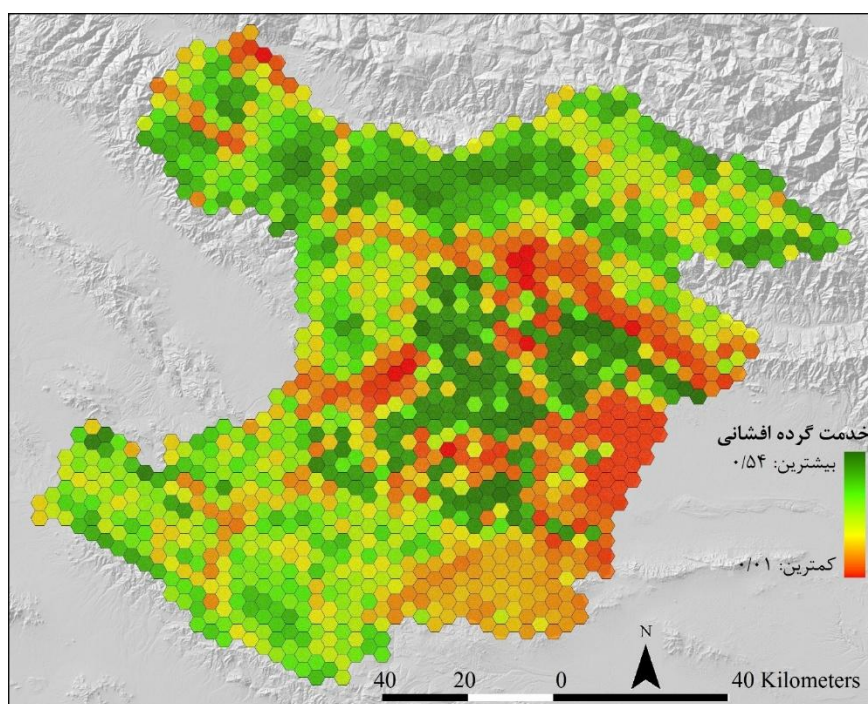 خدمت گرده افشانی
بیشترین: ۰/۵۴
کمترین: ۰/۰۱
N
40 20 0 40 Kilometers